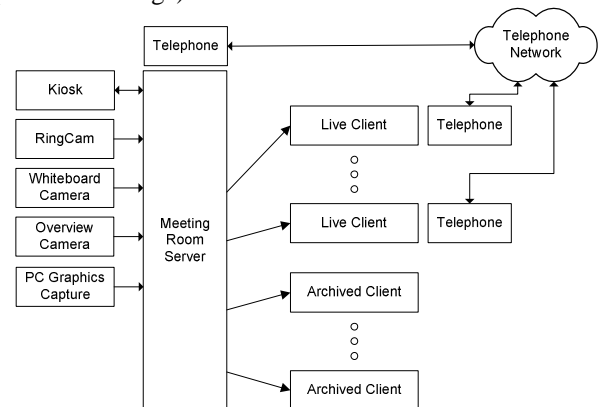 Telephone
Telephone
Network
Kiosk
RingCam
Whiteboard
Camera
Overview
Camera
PC Graphics
Capture
Meeting
Room
Server
Live Client
Telephone
Live Client
Telephone
Archived Client
Archived Client